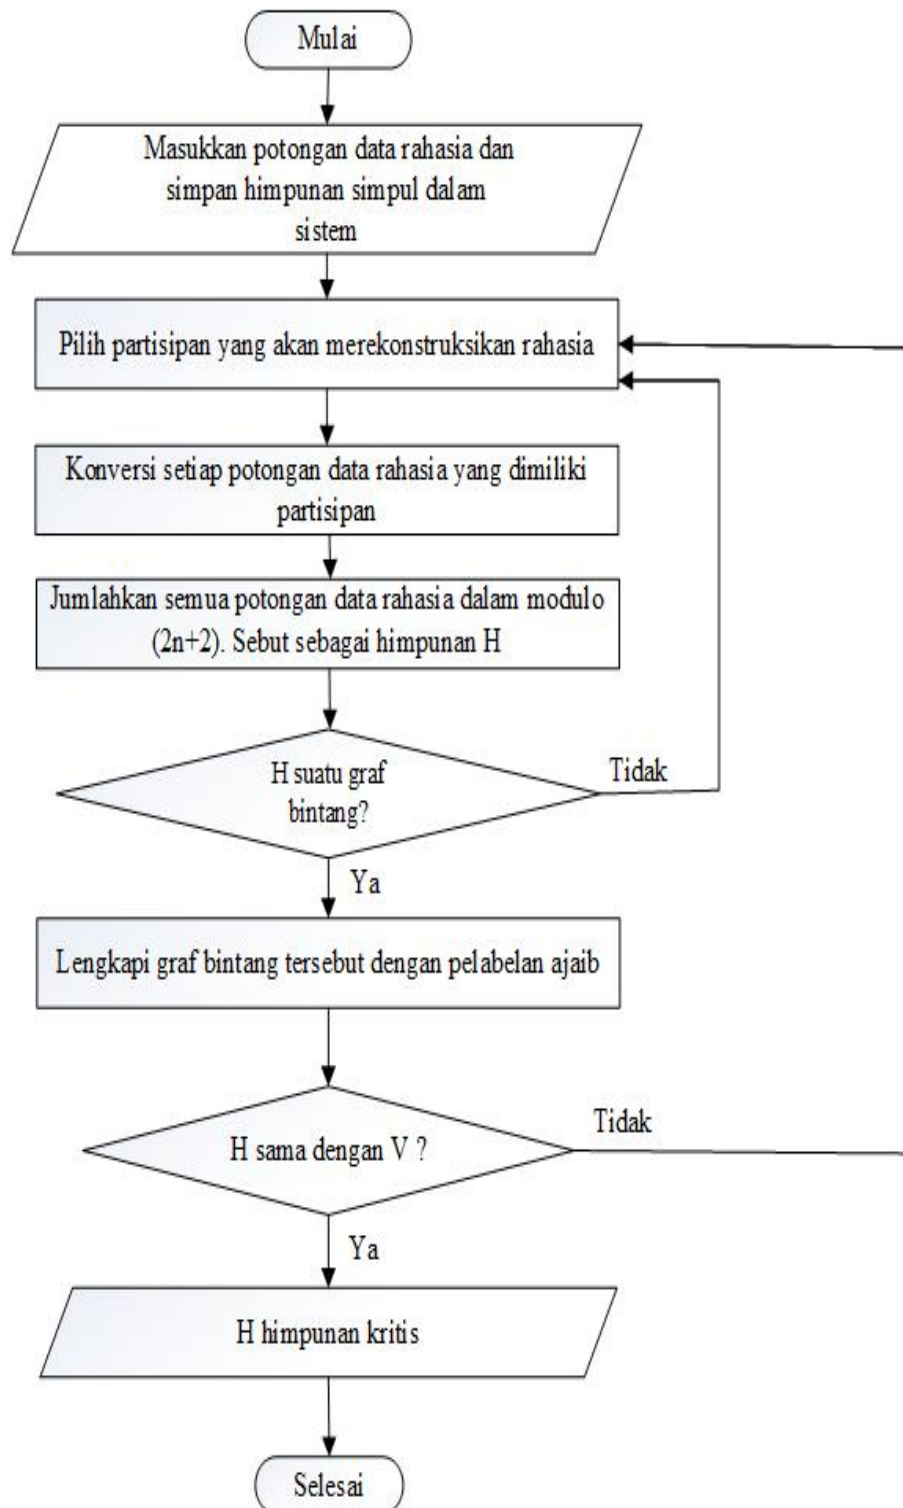 Mulai
Masukkan potongan data rahasia dan
simpan himpunan simpul dalam
sistem
Pilih partisipan yang akan merekonstruksikan rahasia
Konversi setiap potongan data rahasia yang dimiliki
partisipan
Jumlahkan semua potongan data rahasia dalam modulo
(2n+2). Sebut sebagai himpunan H
H suatu graf
bintang?
Tidak
Ya
Lengkapi graf bintang tersebut dengan pelabelan ajaib
H sama dengan V ?
Tidak
Ya
H himpunan kritis
Selesai